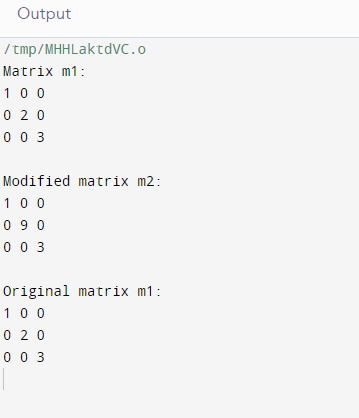 Output
/tmp/MHHLaktdVC.o
Matrix m1:
1 0 0
0 2 0
0 0 3
Modified matrix m2:
1 0 0
0 9 0
0 0 3
Original matrix m1:
1 0 0
0 2 0
0 0 3